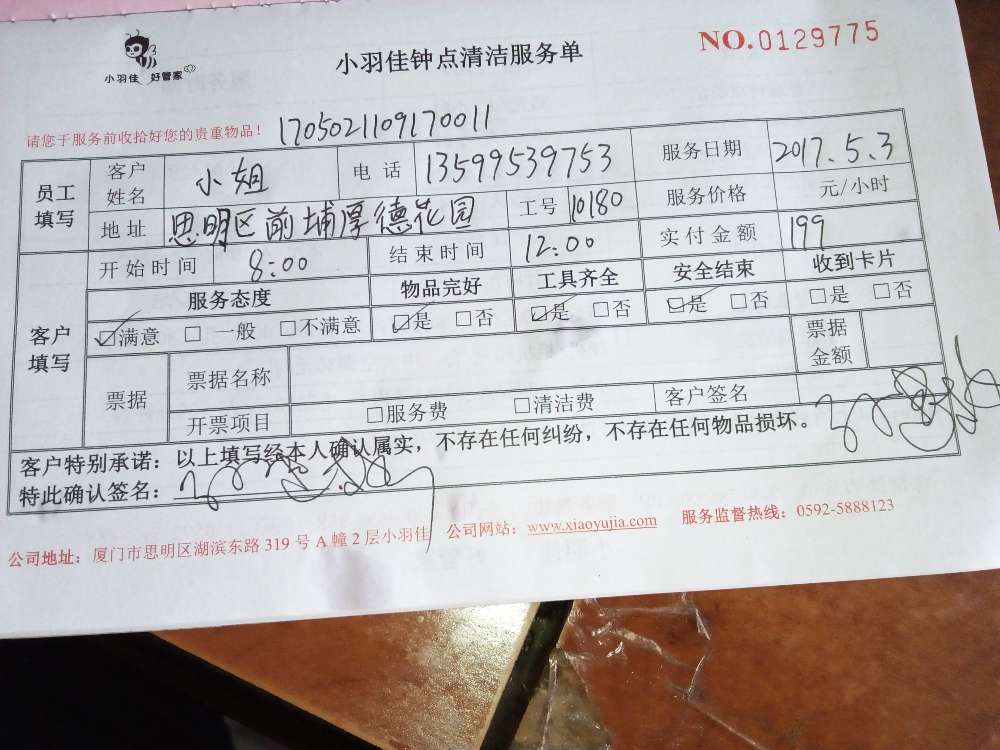 小羽佳 好管家
小羽佳钟点清洁服务单
NO.0129775
请您于服务前收拾好您的贵重物品！ 1705021109170011
员工填写 客户姓名 小姐 电话 13599539753 服务日期 2017.5.3
地址 思明区前埔厚德花园 工号 10180 服务价格 元/小时
客户填写 开始时间 8:00 结束时间 12:00 实付金额 199
服务态度 物品完好 工具齐全 安全结束 收到卡片
☑满意 □一般 □不满意 ☑是 □否 ☑是 □否 ☑是 □否 □是 □否
票据 票据名称 票据金额
开票项目 □服务费 □清洁费 客户签名
客户特别承诺：以上填写经本人确认属实，不存在任何纠纷，不存在任何物品损坏。
特此确认签名：
公司地址：厦门市思明区湖滨东路 319 号 A 幢 2 层小羽佳 公司网站：www.xiaoyujia.com 服务监督热线：0592-5888123